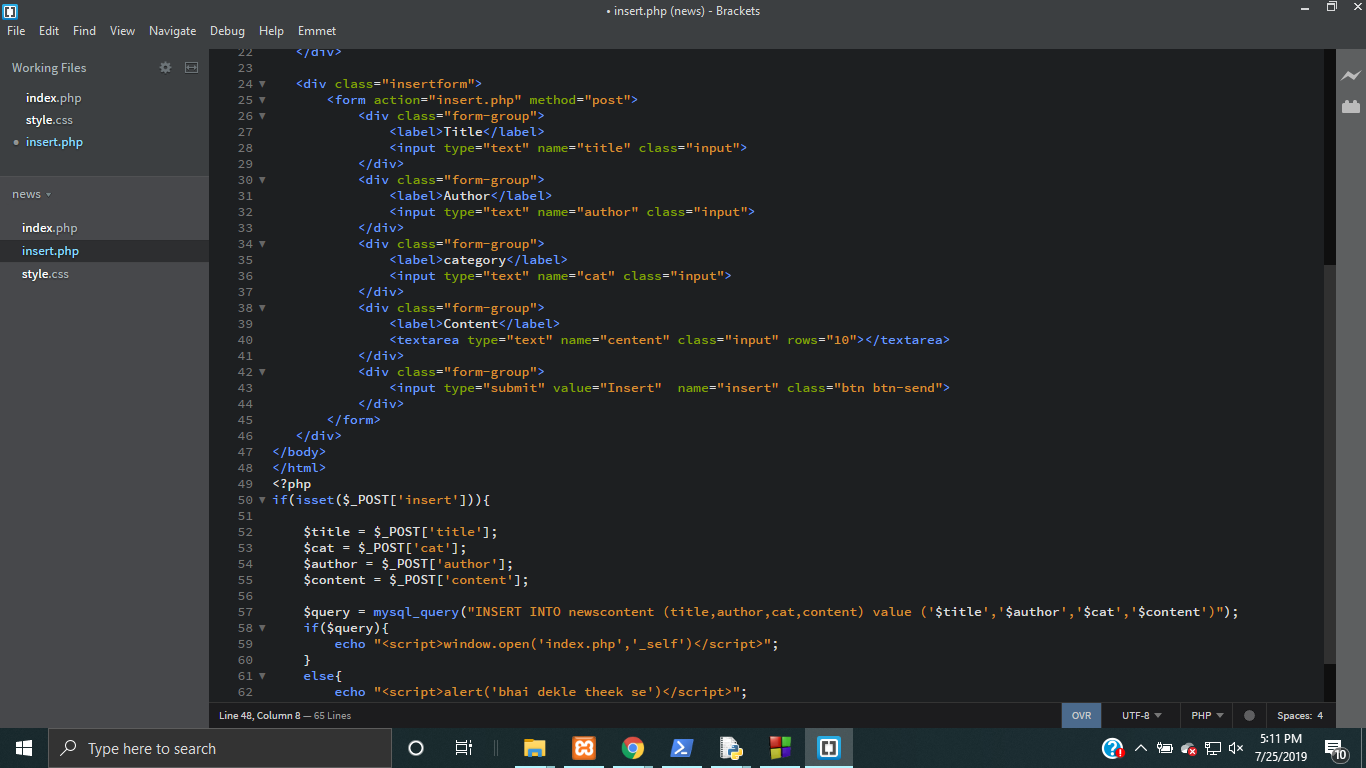 • insert.php (news) - Brackets
File Edit Find View Navigate Debug Help Emmet
Working Files
index.php
style.css
• insert.php
news
index.php
insert.php
style.css
22 </div>
23
24 <div class="insertform">
25 <form action="insert.php" method="post">
26 <div class="form-group">
27 <label>Title</label>
28 <input type="text" name="title" class="input">
29 </div>
30 <div class="form-group">
31 <label>Author</label>
32 <input type="text" name="author" class="input">
33 </div>
34 <div class="form-group">
35 <label>category</label>
36 <input type="text" name="cat" class="input">
37 </div>
38 <div class="form-group">
39 <label>Content</label>
40 <textarea type="text" name="centent" class="input" rows="10"></textarea>
41 </div>
42 <div class="form-group">
43 <input type="submit" value="Insert"  name="insert" class="btn btn-send">
44 </div>
45 </form>
46 </div>
47 </body>
48 </html>
49 <?php
50 if(isset($_POST['insert'])){
51
52 $title = $_POST['title'];
53 $cat = $_POST['cat'];
54 $author = $_POST['author'];
55 $content = $_POST['content'];
56
57 $query = mysql_query("INSERT INTO newscontent (title,author,cat,content) value ('$title','$author','$cat','$content')");
58 if($query){
59 echo "<script>window.open('index.php','_self')</script>";
60 }
61 else{
62 echo "<script>alert('bhai dekle theek se')</script>";
Line 48, Column 8 — 65 Lines
OVR UTF-8 PHP Spaces: 4
Type here to search
5:11 PM
7/25/2019
10